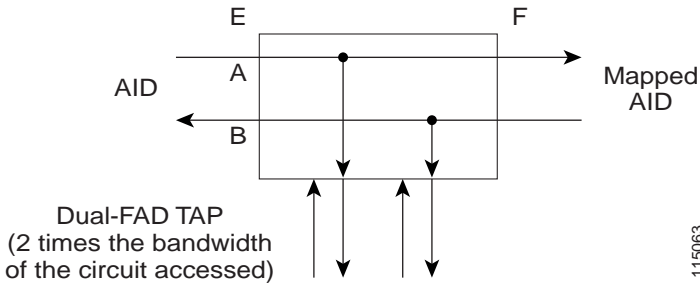 E
F
A
AID
Mapped
AID
B
Dual-FAD TAP
(2 times the bandwidth
of the circuit accessed)
115063